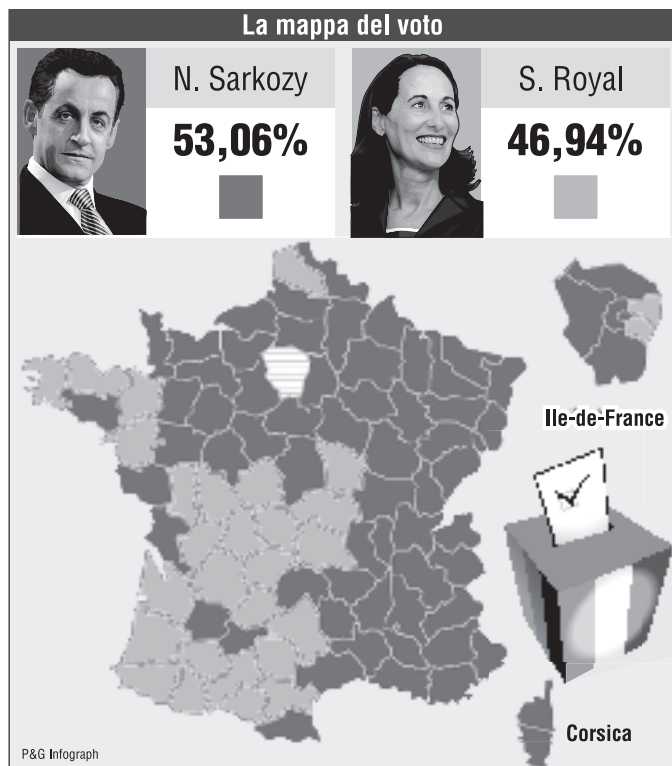 La mappa del voto
N. Sarkozy
53,06%
S. Royal
46,94%
Ile-de-France
Corsica
P&G Infograph